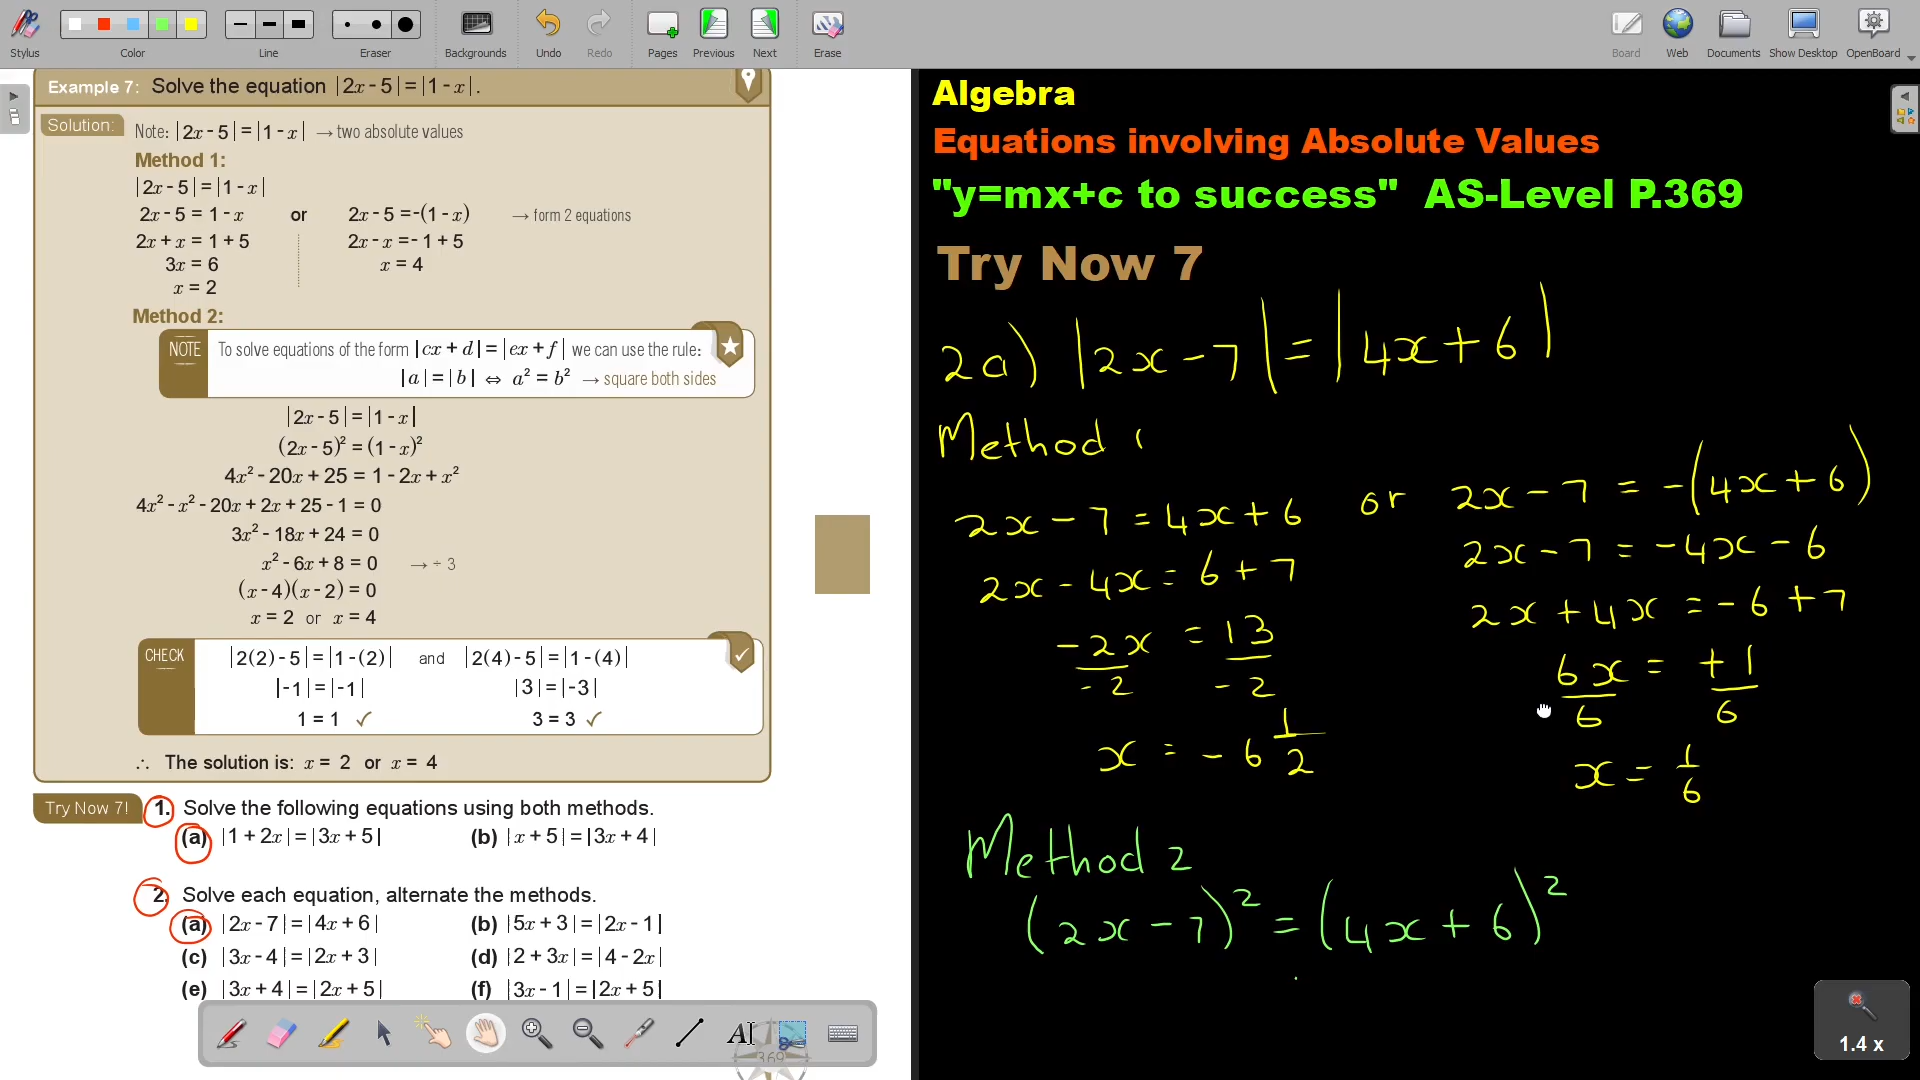 Stylus
Color
Line
Eraser
Backgrounds
Undo
Redo
Pages
Previous
Next
Erase
Board
Web
Documents
Show Desktop
OpenBoard
Example 7: Solve the equation |2x - 5| = |1 - x|.
Solution:
Note: |2x - 5| = |1 - x| → two absolute values
Method 1:
|2x - 5| = |1 - x|
2x - 5 = 1 - x or 2x - 5 = -(1 - x) → form 2 equations
2x + x = 1 + 5 2x - x = - 1 + 5
3x = 6 x = 4
x = 2
Method 2:
NOTE To solve equations of the form |cx + d| = |ex + f| we can use the rule:
|a| = |b| ⇔ a² = b² → square both sides
|2x - 5| = |1 - x|
(2x - 5)² = (1 - x)²
4x² - 20x + 25 = 1 - 2x + x²
4x² - x² - 20x + 2x + 25 - 1 = 0
3x² - 18x + 24 = 0
x² - 6x + 8 = 0 → ÷ 3
(x - 4)(x - 2) = 0
x = 2 or x = 4
CHECK |2(2) - 5| = |1 - (2)| and |2(4) - 5| = |1 - (4)|
|-1| = |-1| |3| = |-3|
1 = 1 ✓ 3 = 3 ✓
∴ The solution is: x = 2 or x = 4
Try Now 7! 1. Solve the following equations using both methods.
(a) |1 + 2x| = |3x + 5| (b) |x + 5| = |3x + 4|
2. Solve each equation, alternate the methods.
(a) |2x - 7| = |4x + 6| (b) |5x + 3| = |2x - 1|
(c) |3x - 4| = |2x + 3| (d) |2 + 3x| = |4 - 2x|
(e) |3x + 4| = |2x + 5| (f) |3x - 1| = |2x + 5|
369
Algebra
Equations involving Absolute Values
"y=mx+c to success" AS-Level P.369
Try Now 7
2a) |2x - 7| = |4x + 6|
Method 1
2x - 7 = 4x + 6 or 2x - 7 = -(4x + 6)
2x - 4x = 6 + 7 2x - 7 = -4x - 6
-2x/-2 = 13/-2 2x + 4x = -6 + 7
x = -6 1/2 6x/6 = +1/6
x = 1/6
Method 2
(2x - 7)² = (4x + 6)²
1.4 x